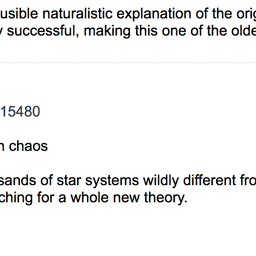 usible naturalistic explanation of the ori
successful, making this one of the olde
15480
n chaos
sands of star systems wildly different fro
ching for a whole new theory.